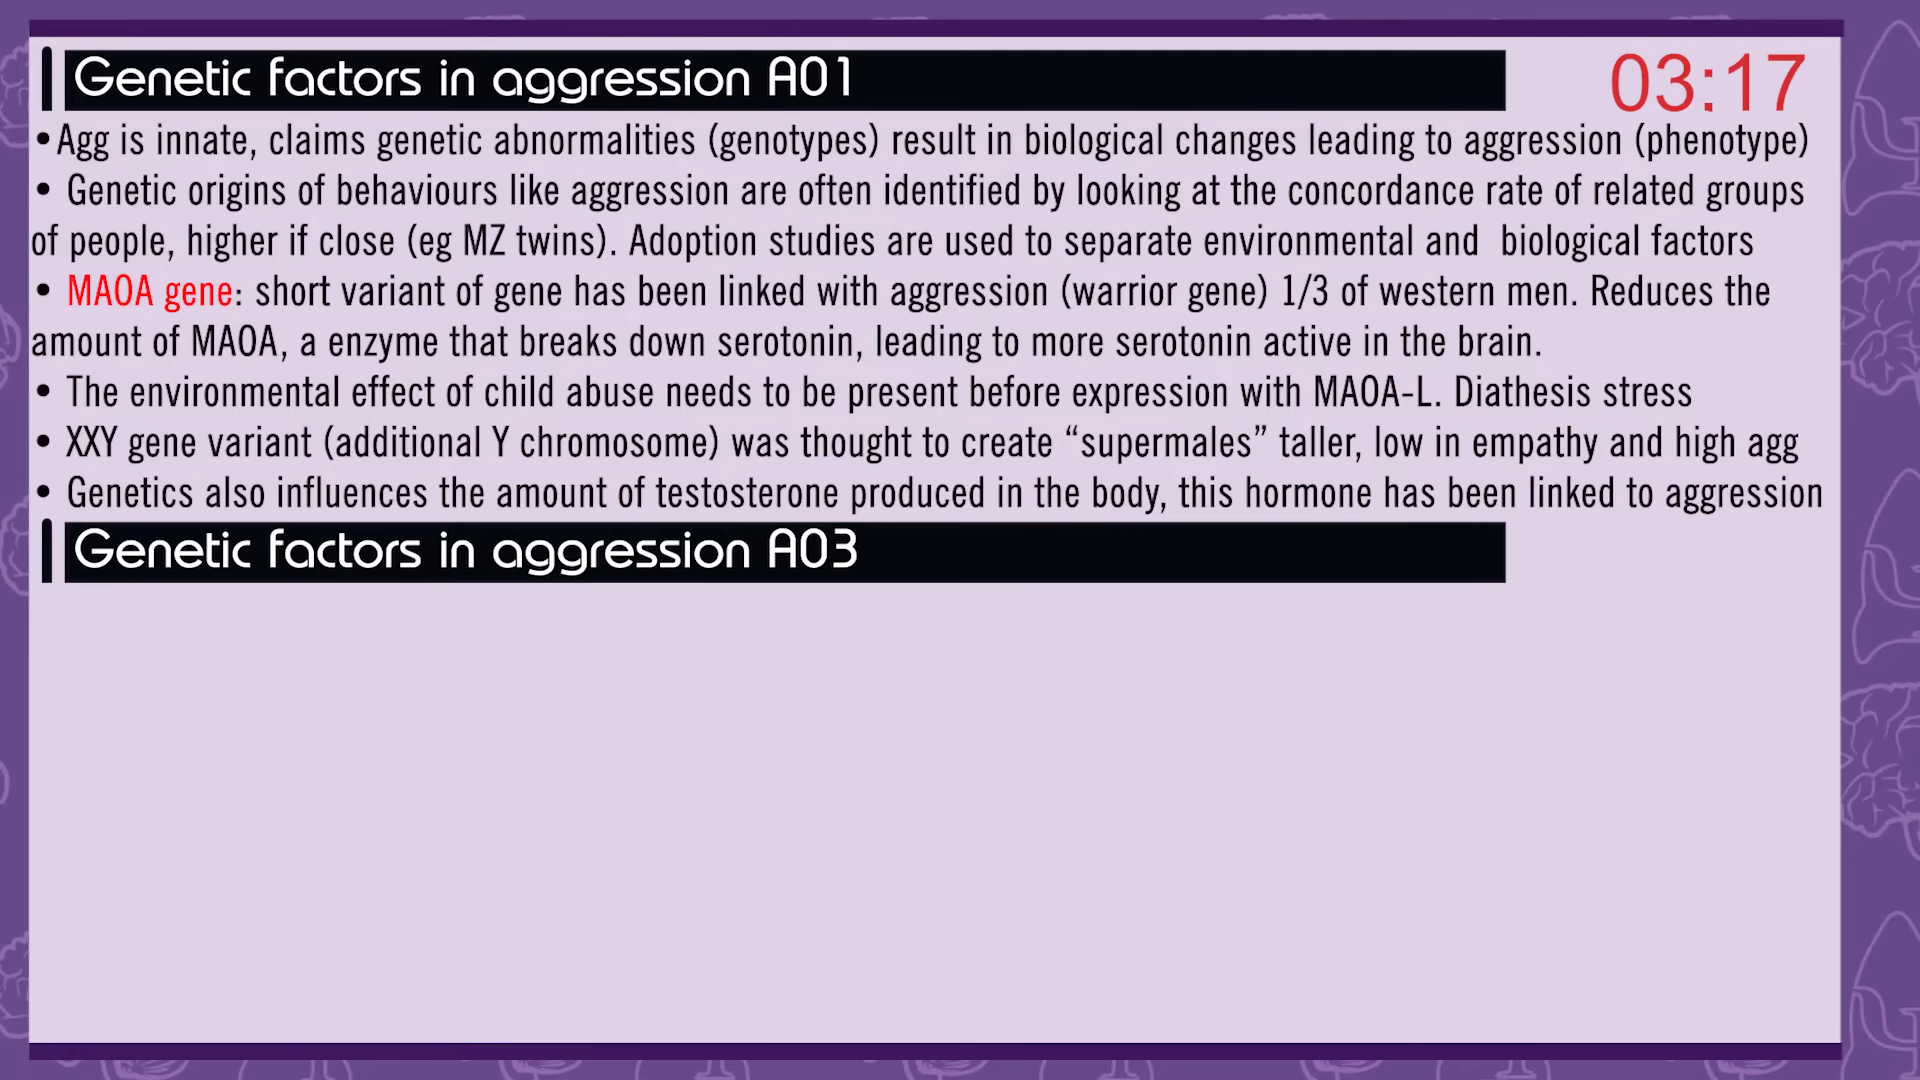 Genetic factors in aggression A01
03:17
•Agg is innate, claims genetic abnormalities (genotypes) result in biological changes leading to aggression (phenotype)
• Genetic origins of behaviours like aggression are often identified by looking at the concordance rate of related groups
of people, higher if close (eg MZ twins). Adoption studies are used to separate environmental and biological factors
• MAOA gene: short variant of gene has been linked with aggression (warrior gene) 1/3 of western men. Reduces the
amount of MAOA, a enzyme that breaks down serotonin, leading to more serotonin active in the brain.
• The environmental effect of child abuse needs to be present before expression with MAOA-L. Diathesis stress
• XXY gene variant (additional Y chromosome) was thought to create “supermales” taller, low in empathy and high agg
• Genetics also influences the amount of testosterone produced in the body, this hormone has been linked to aggression
Genetic factors in aggression A03